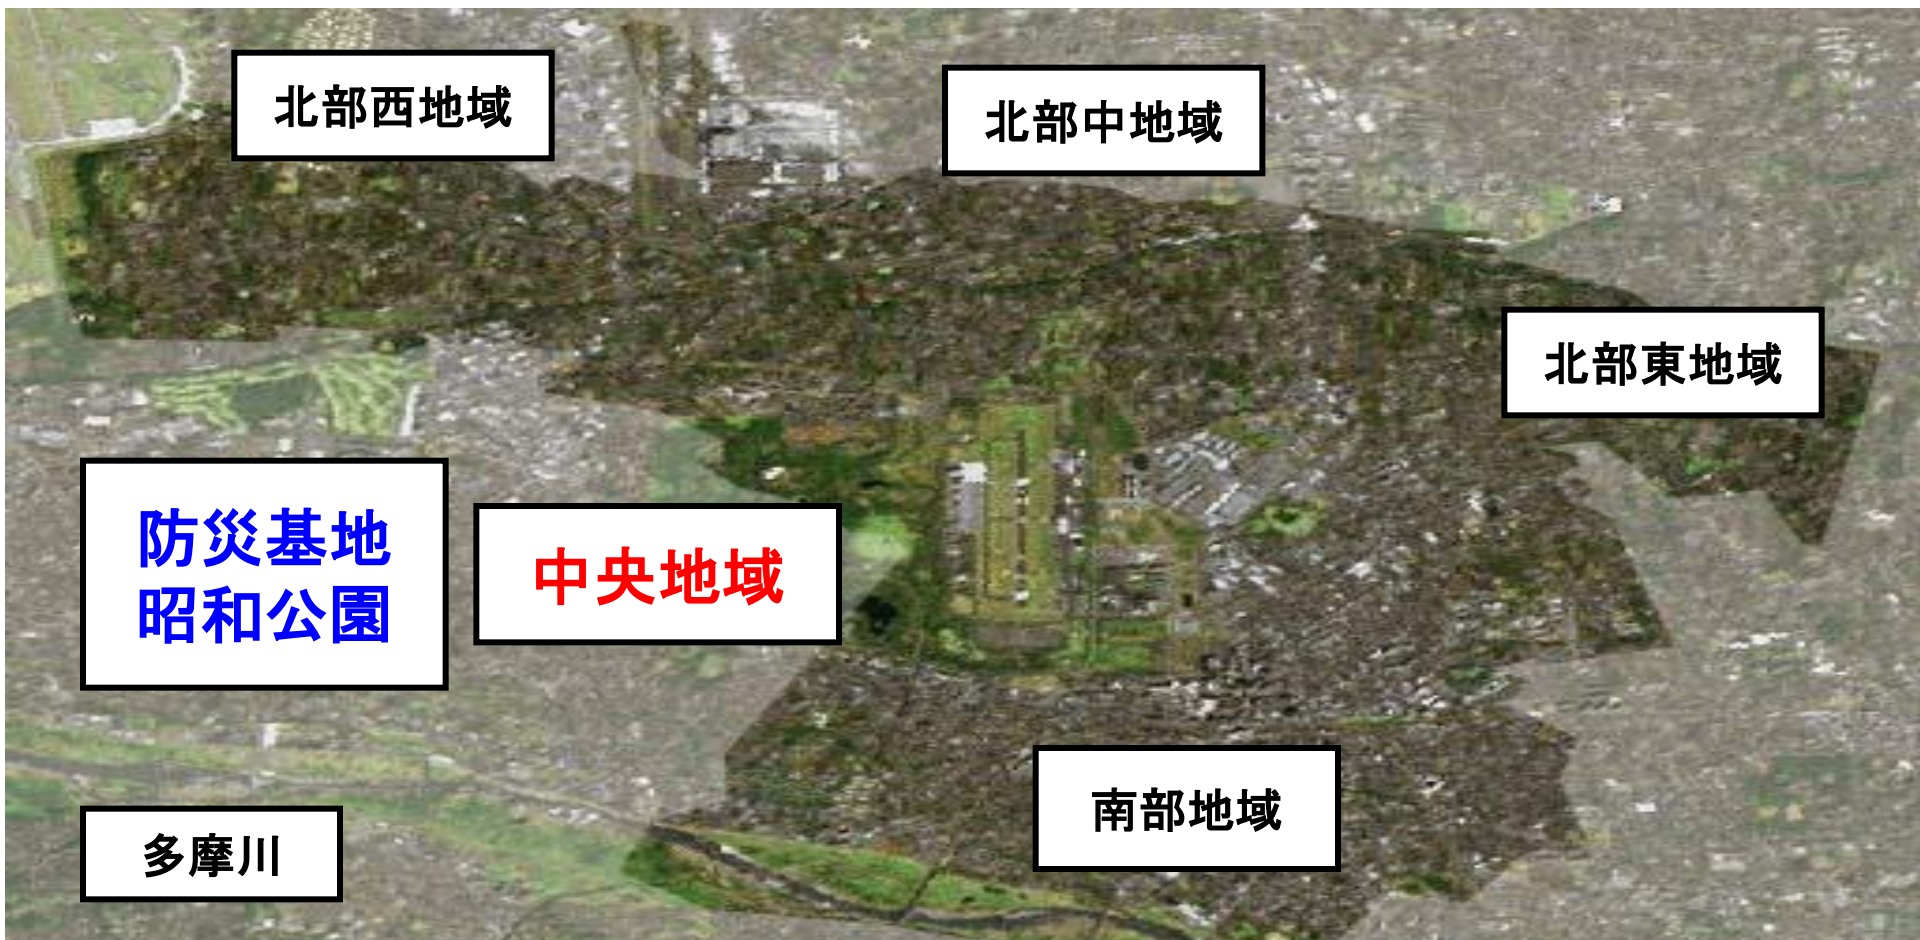 北部西地域
北部中地域
北部東地域
防災基地
昭和公園
中央地域
南部地域
多摩川